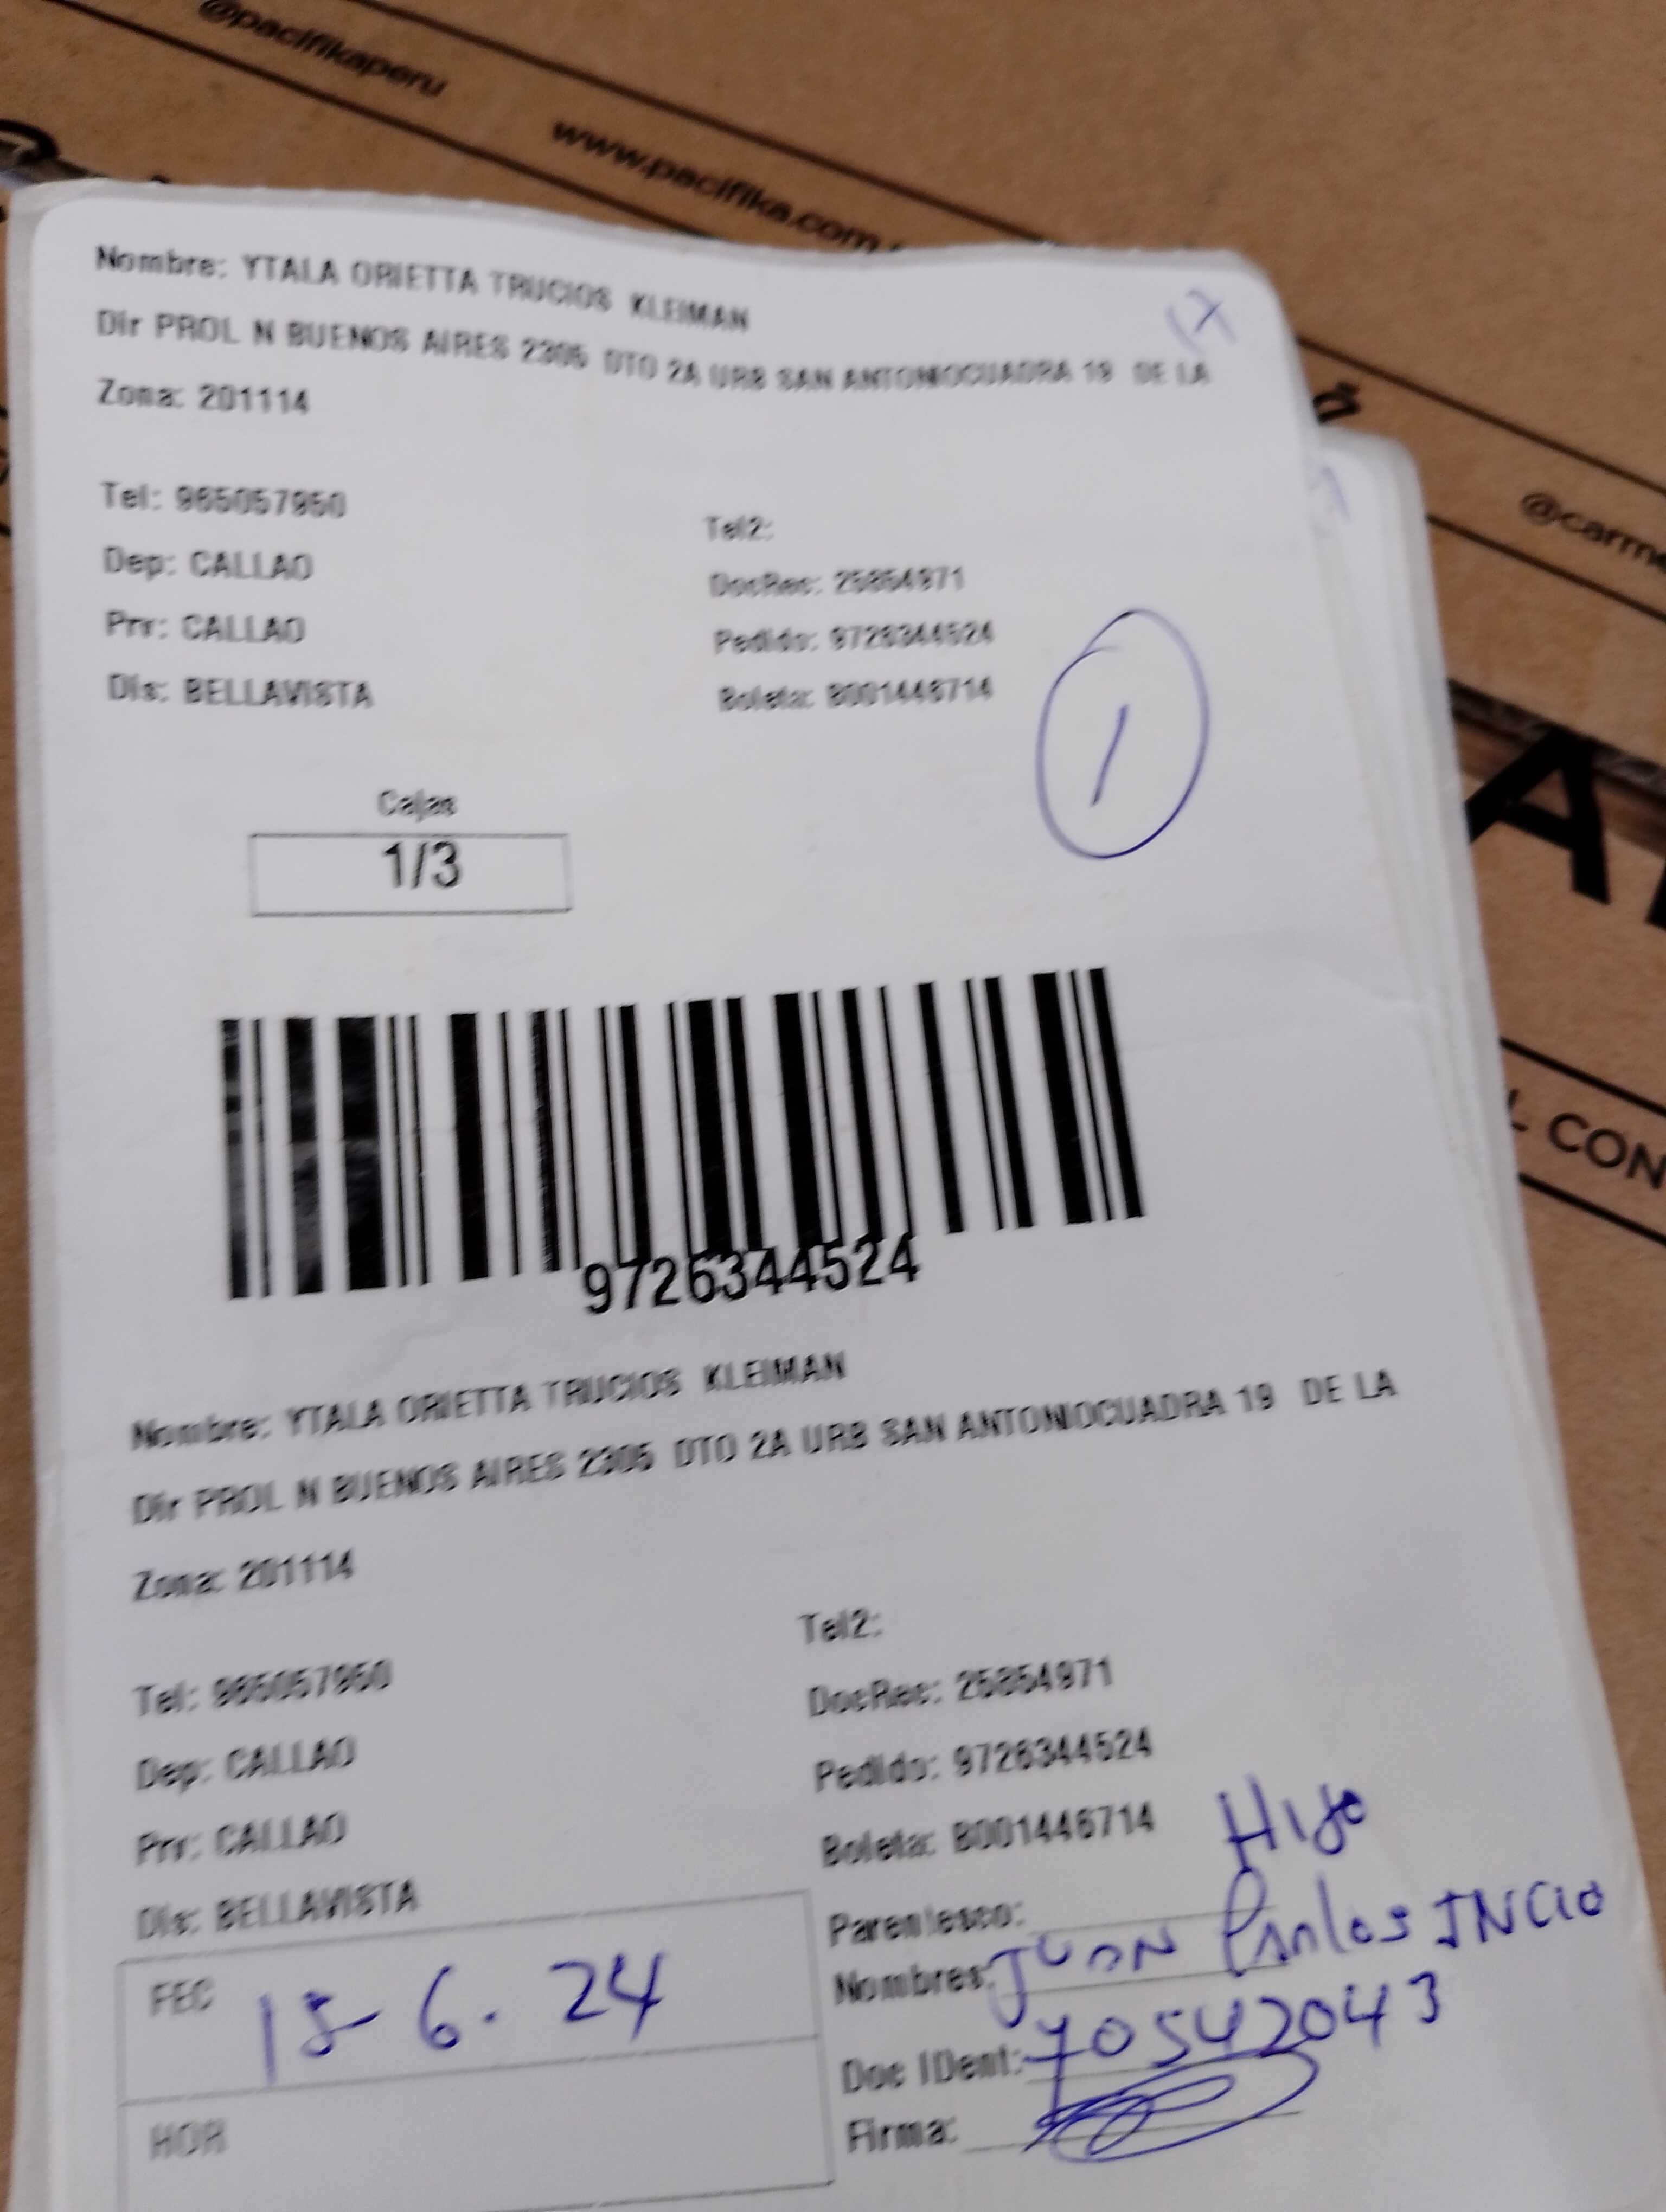 @pacifikaperu
www.pacifika.com.
Nombre: YTALA ORIETTA TRUCIOS KLEIMAN
17
Dir PROL N BUENOS AIRES 2305 DTO 2A URB SAN ANTONIOCUADRA 19 DE LA
Zona: 201114
Tel: 965057950
Tel2:
Dep: CALLAO
DocRec: 25854971
Prv: CALLAO
Pedido: 9726344524
Dis: BELLAVISTA
Boleta: B001446714
1
Cajas
1/3
9726344524
Nombre: YTALA ORIETTA TRUCIOS KLEIMAN
Dir PROL N BUENOS AIRES 2305 DTO 2A URB SAN ANTONIOCUADRA 19 DE LA
Zona: 201114
Tel2:
Tel: 965057950
DocRec: 25854971
Dep: CALLAO
Pedido: 9726344524
Prv: CALLAO
Boleta: B001446714
Hijo
Dis: BELLAVISTA
Parentesco:
Nombres: JUAN Carlos INCIO
FEC 18-6. 24
Doc IDent: 70542043
HOR
Firma:
@carme
A
L CON